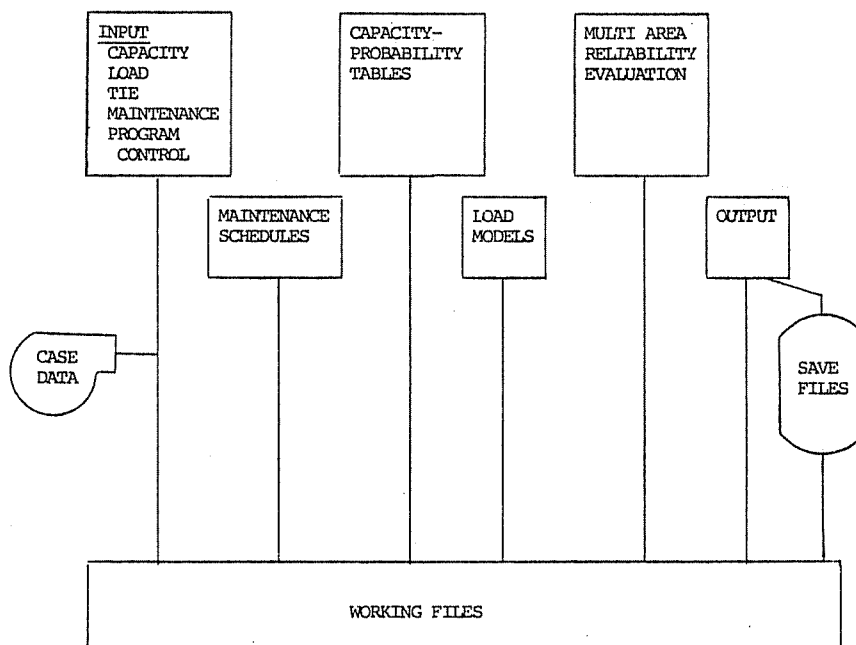 INPUT
CAPACITY
LOAD
TIE
MAINTENANCE
PROGRAM
CONTROL
CAPACITY-
PROBABILITY
TABLES
MULTI AREA
RELIABILITY
EVALUATION
MAINTENANCE
SCHEDULES
LOAD
MODELS
OUTPUT
CASE
DATA
SAVE
FILES
WORKING FILES